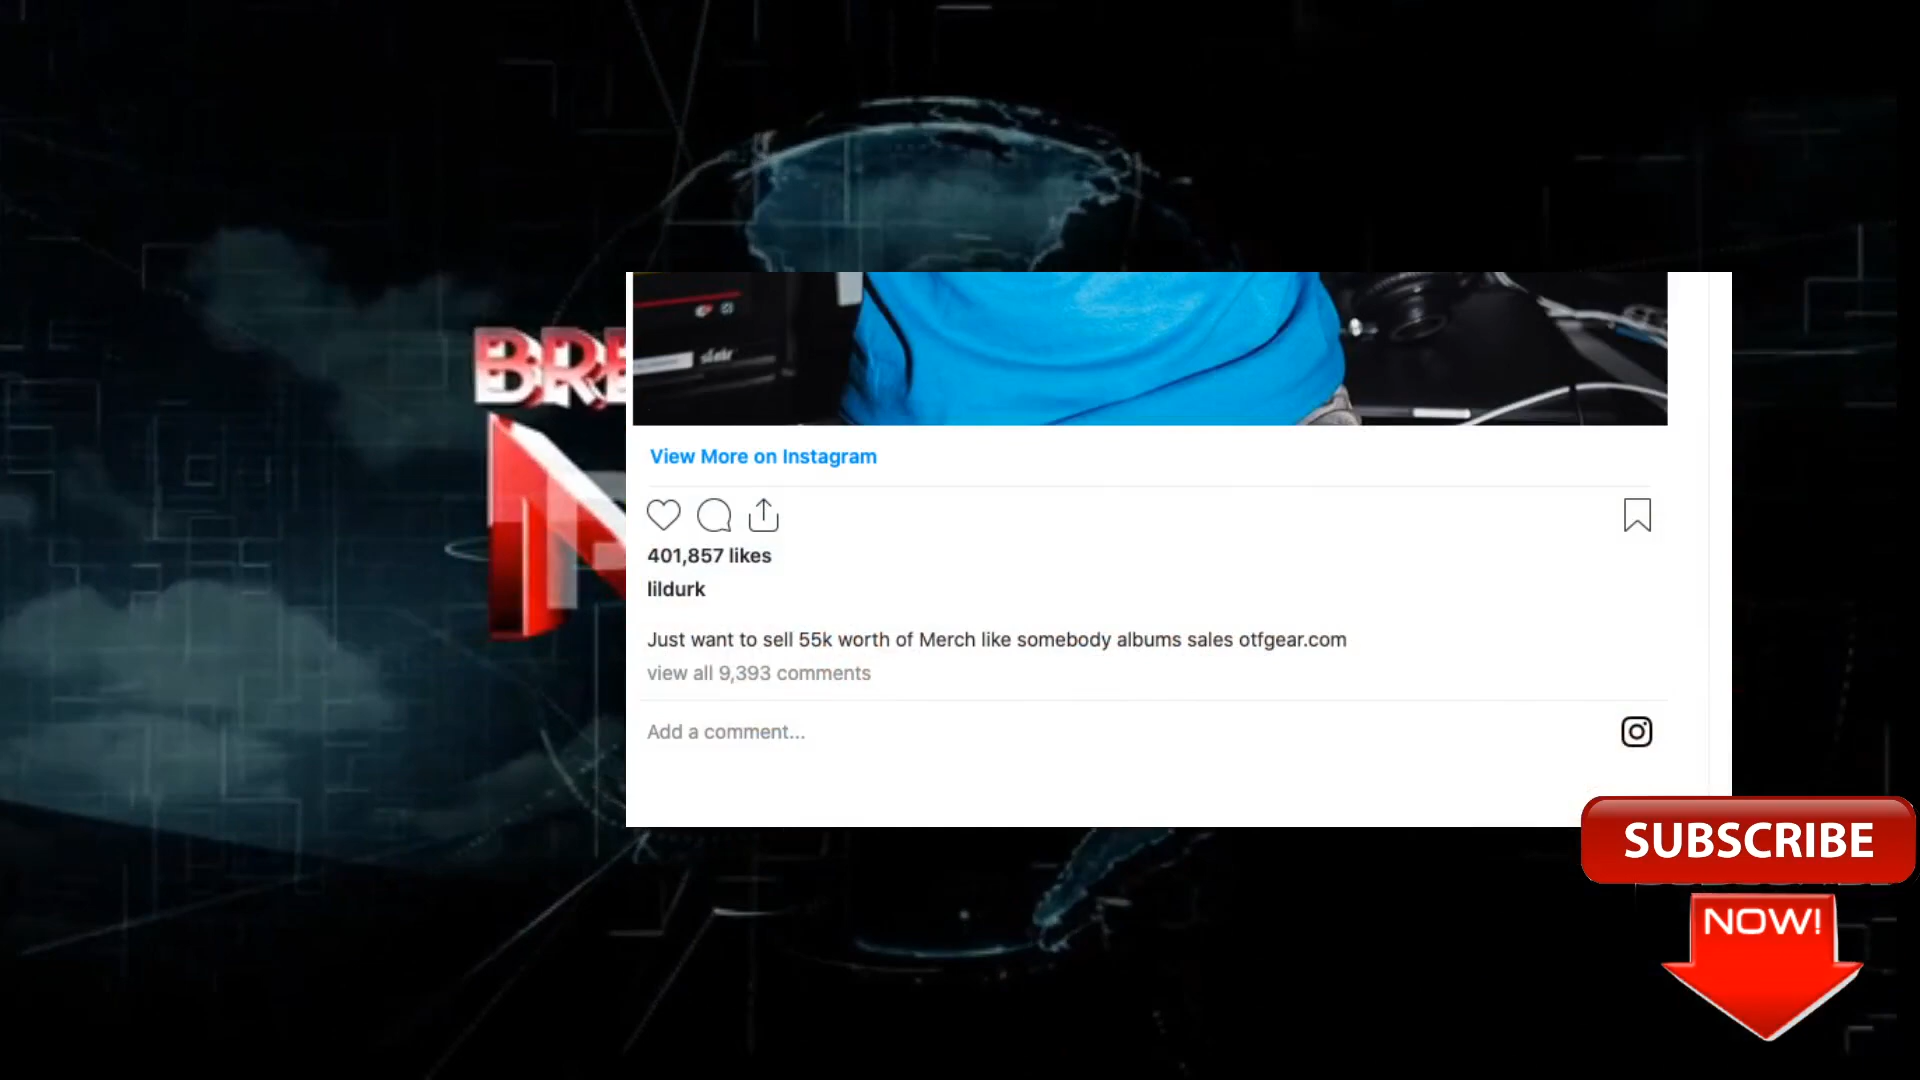 BRE
N
View More on Instagram
401,857 likes
lildurk
Just want to sell 55k worth of Merch like somebody albums sales otfgear.com
view all 9,393 comments
Add a comment...
SUBSCRIBE
NOW!